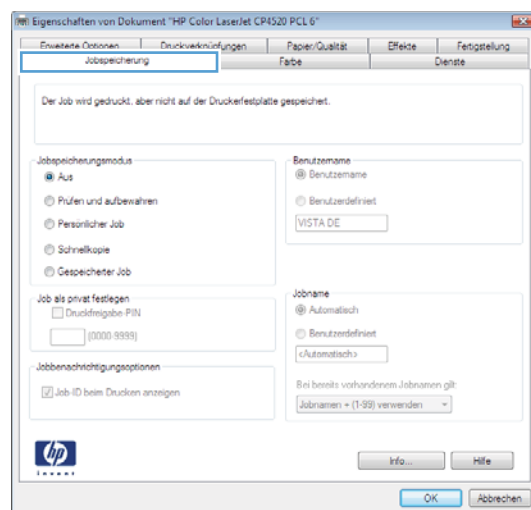 Eigenschaften von Dokument "HP Color LaserJet CP4520 PCL 6"
Erweiterte Optionen
Druckverknüpfungen
Papier/Qualität
Effekte
Fertigstellung
Jobspeicherung
Farbe
Dienste
Der Job wird gedruckt, aber nicht auf der Druckerfestplatte gespeichert.
Jobspeicherungsmodus
Aus
Prüfen und aufbewahren
Persönlicher Job
Schnellkopie
Gespeicherter Job
Benutzername
Benutzername
Benutzerdefiniert
VISTA DE
Job als privat festlegen
Druckfreigabe-PIN
(0000-9999)
Jobbenachrichtigungsoptionen
Job-ID beim Drucken anzeigen
Jobname
Automatisch
Benutzerdefiniert
<Automatisch>
Bei bereits vorhandenem Jobnamen gilt:
Jobnamen + (1-99) verwenden
hp
invent
Info...
Hilfe
OK
Abbrechen